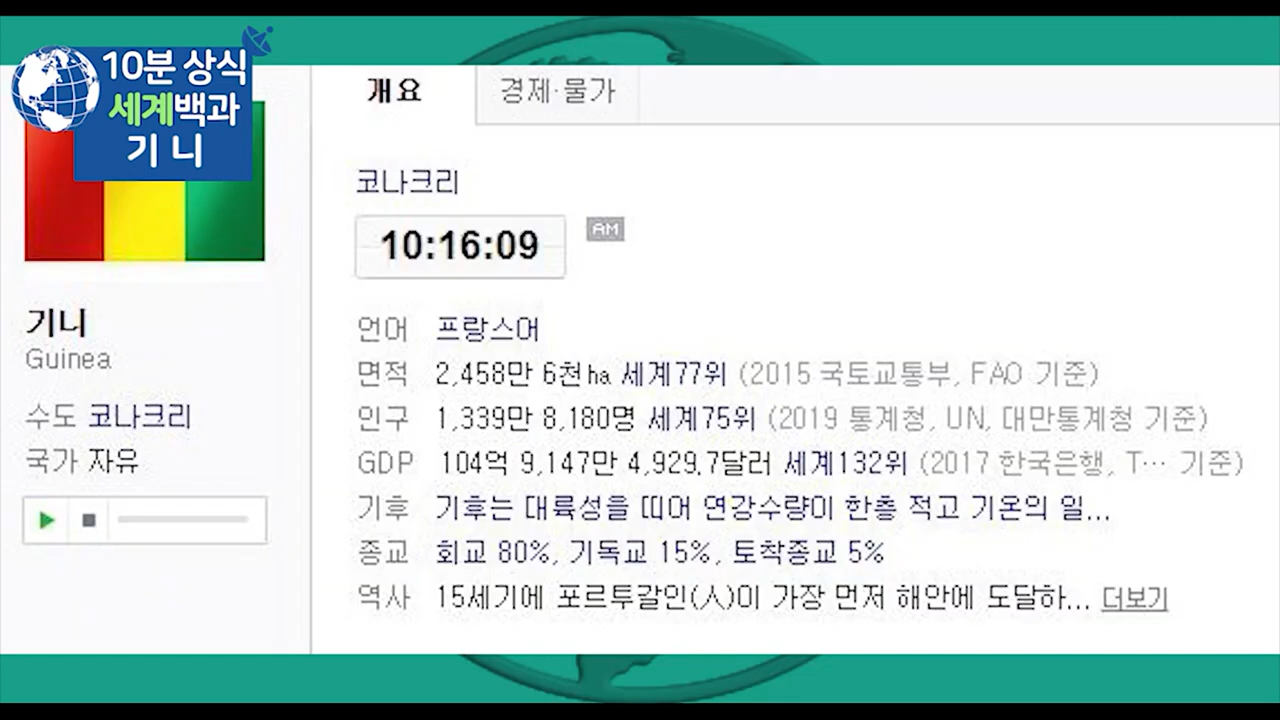 10분 상식
세계백과
기 니
개요
경제·물가
코나크리
10:16:09 AM
기니
Guinea
수도 코나크리
국가 자유
언어 프랑스어
면적 2,458만 6천㏊ 세계77위 (2015 국토교통부, FAO 기준)
인구 1,339만 8,180명 세계75위 (2019 통계청, UN, 대만통계청 기준)
GDP 104억 9,147만 4,929.7달러 세계132위 (2017 한국은행, T… 기준)
기후 기후는 대륙성을 띠어 연강수량이 한층 적고 기온의 일...
종교 회교 80%, 기독교 15%, 토착종교 5%
역사 15세기에 포르투갈인(人)이 가장 먼저 해안에 도달하... 더보기